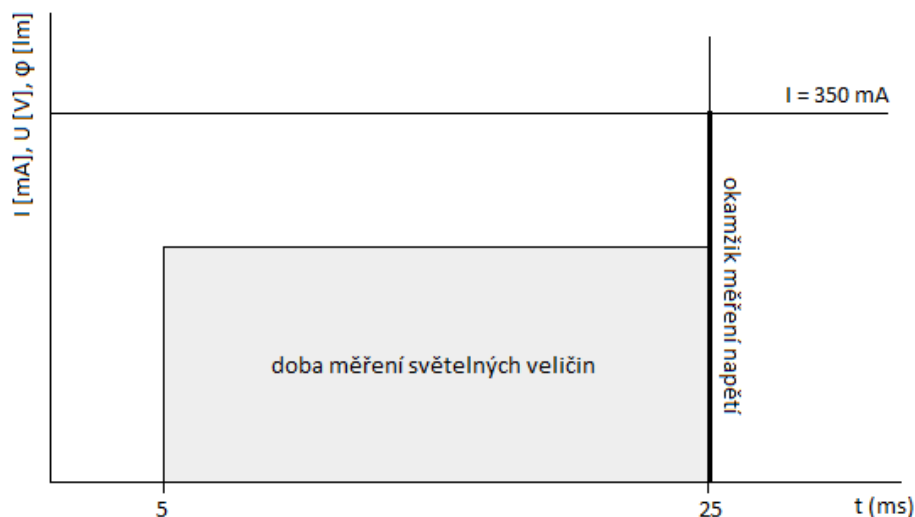 I [mA], U [V], φ [lm]
I = 350 mA
okamžik měření napětí
doba měření světelných veličin
5
25
t (ms)